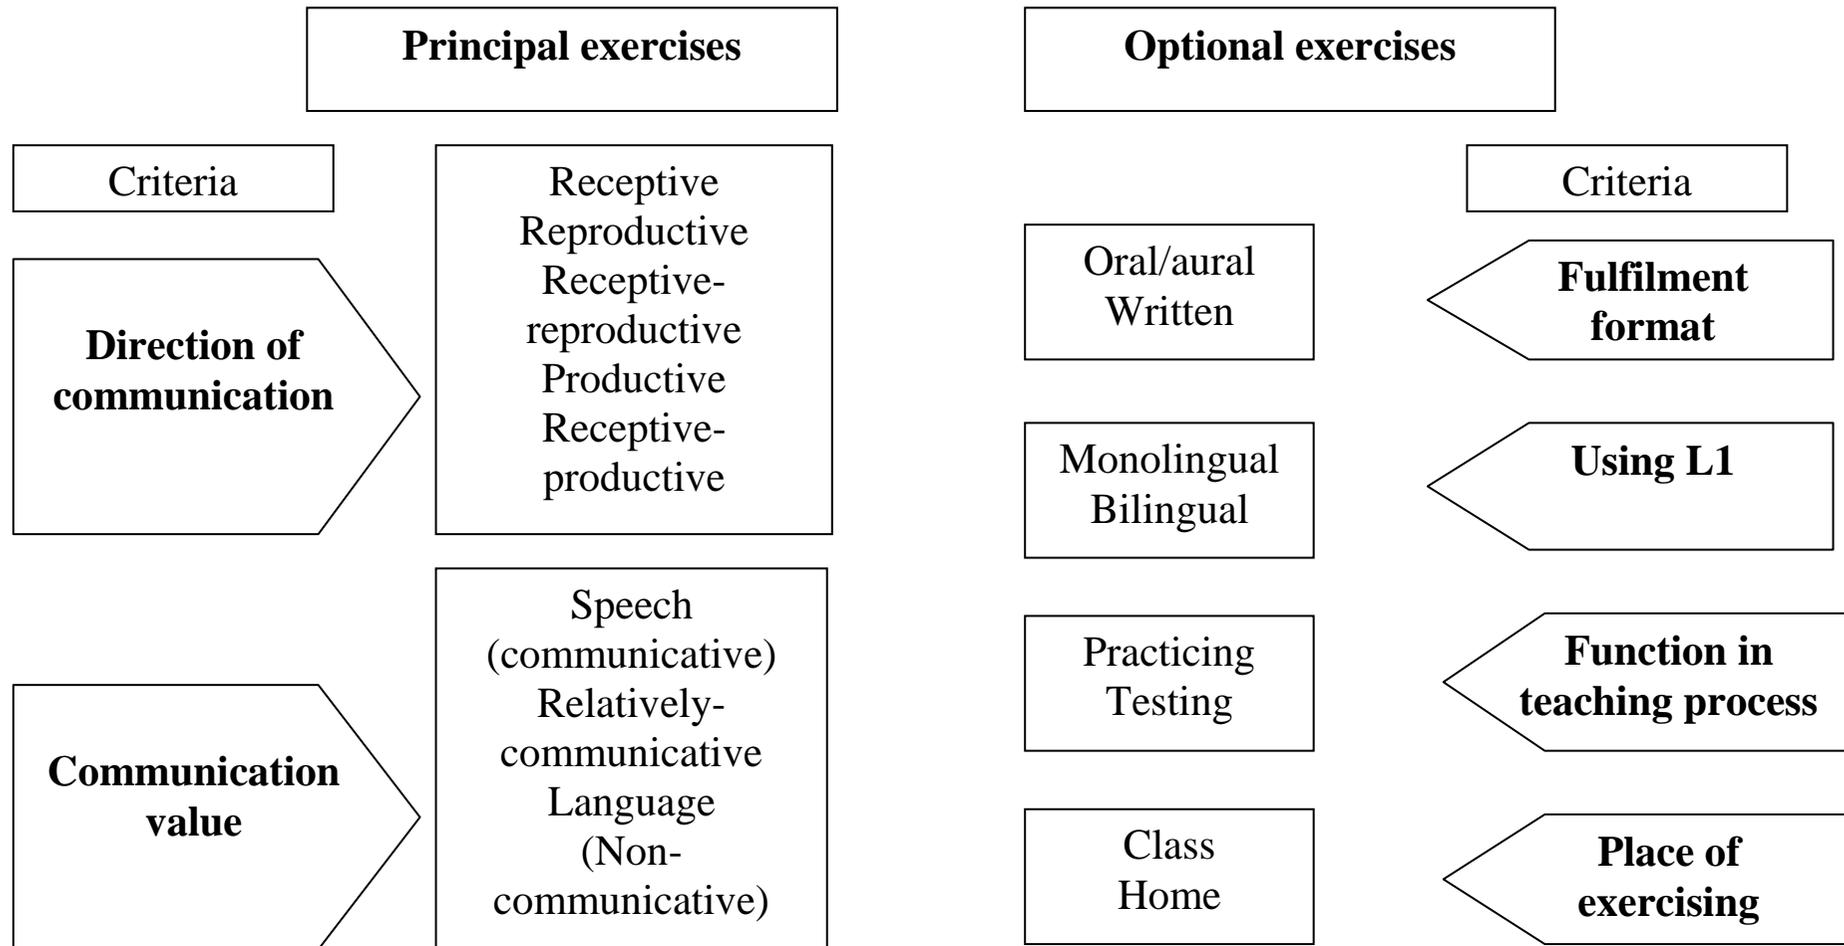 Principal exercises
Criteria
Direction of
communication
Receptive
Reproductive
Receptive-
reproductive
Productive
Receptive-
productive
Communication
value
Speech
(communicative)
Relatively-
communicative
Language
(Non-
communicative)
Optional exercises
Criteria
Oral/aural
Written
Fulfilment
format
Monolingual
Bilingual
Using L1
Practicing
Testing
Function in
teaching process
Class
Home
Place of
exercising